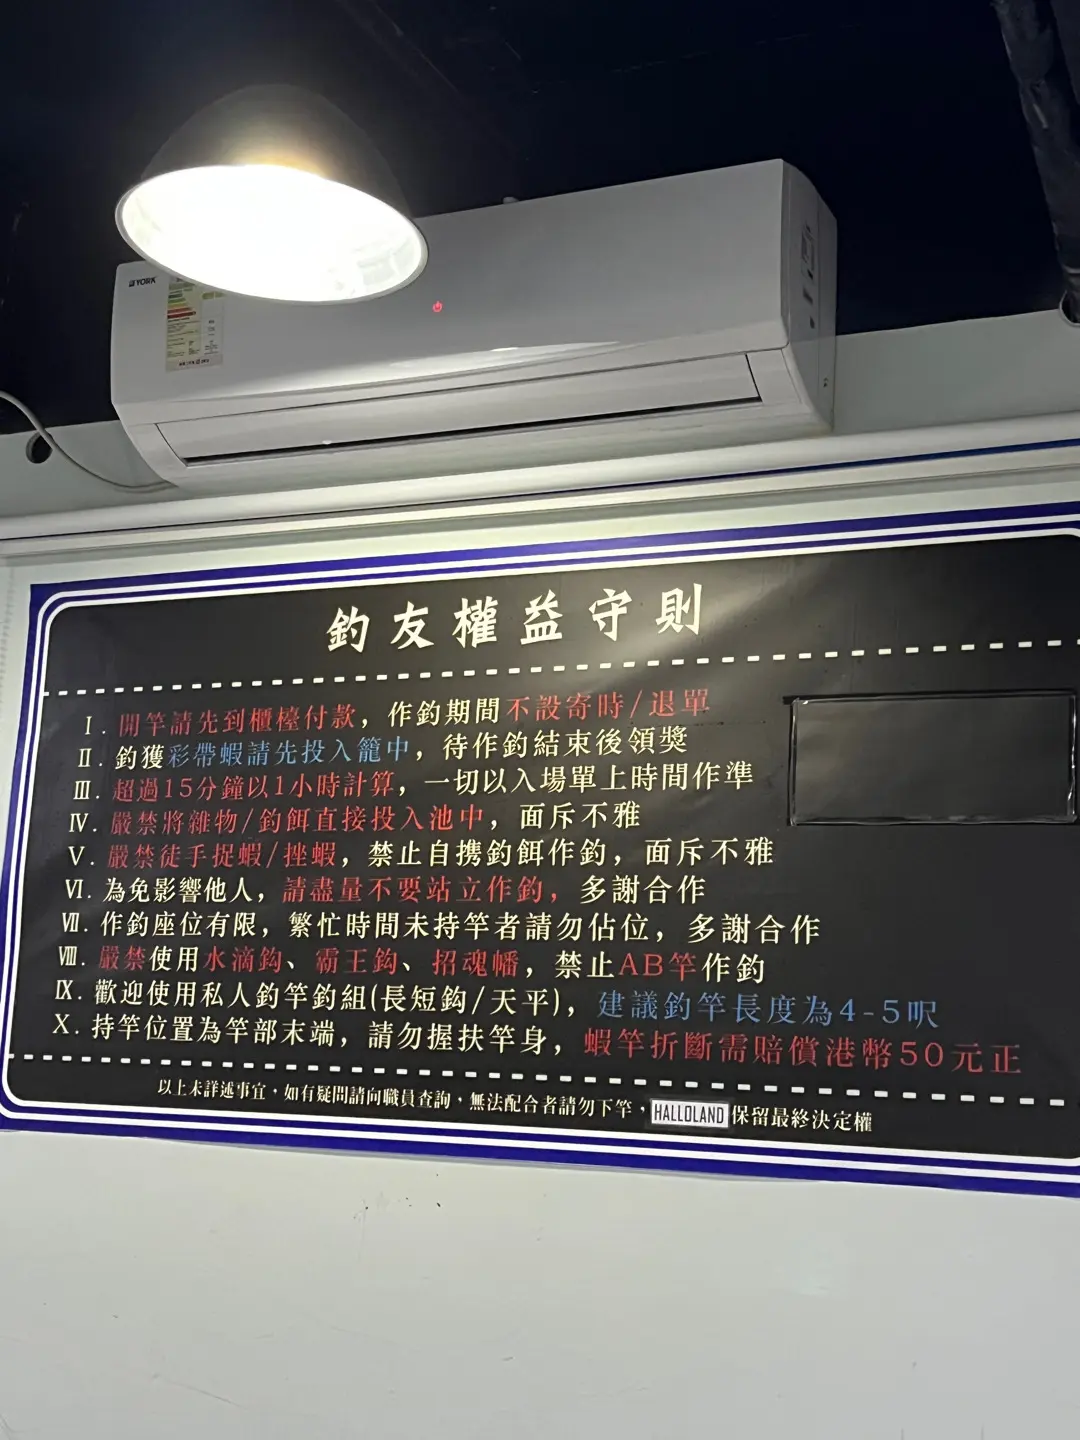 YORK
釣友權益守則
I. 開竿請先到櫃檯付款，作釣期間不設寄時/退單
II. 釣獲彩帶蝦請先投入籠中，待作釣結束後領獎
III. 超過15分鐘以1小時計算，一切以入場單上時間作準
IV. 嚴禁將雜物/釣餌直接投入池中，面斥不雅
V. 嚴禁徒手捉蝦/挫蝦，禁止自携釣餌作釣，面斥不雅
VI. 為免影響他人，請盡量不要站立作釣，多謝合作
VII. 作釣座位有限，繁忙時間未持竿者請勿佔位，多謝合作
VIII. 嚴禁使用水滴鈎、霸王鈎、招魂幡，禁止AB竿作釣
IX. 歡迎使用私人釣竿釣組(長短鈎/天平)，建議釣竿長度為4-5呎
X. 持竿位置為竿部末端，請勿握扶竿身，蝦竿折斷需賠償港幣50元正
以上未詳述事宜，如有疑問請向職員查詢，無法配合者請勿下竿，HALLOLAND保留最終決定權